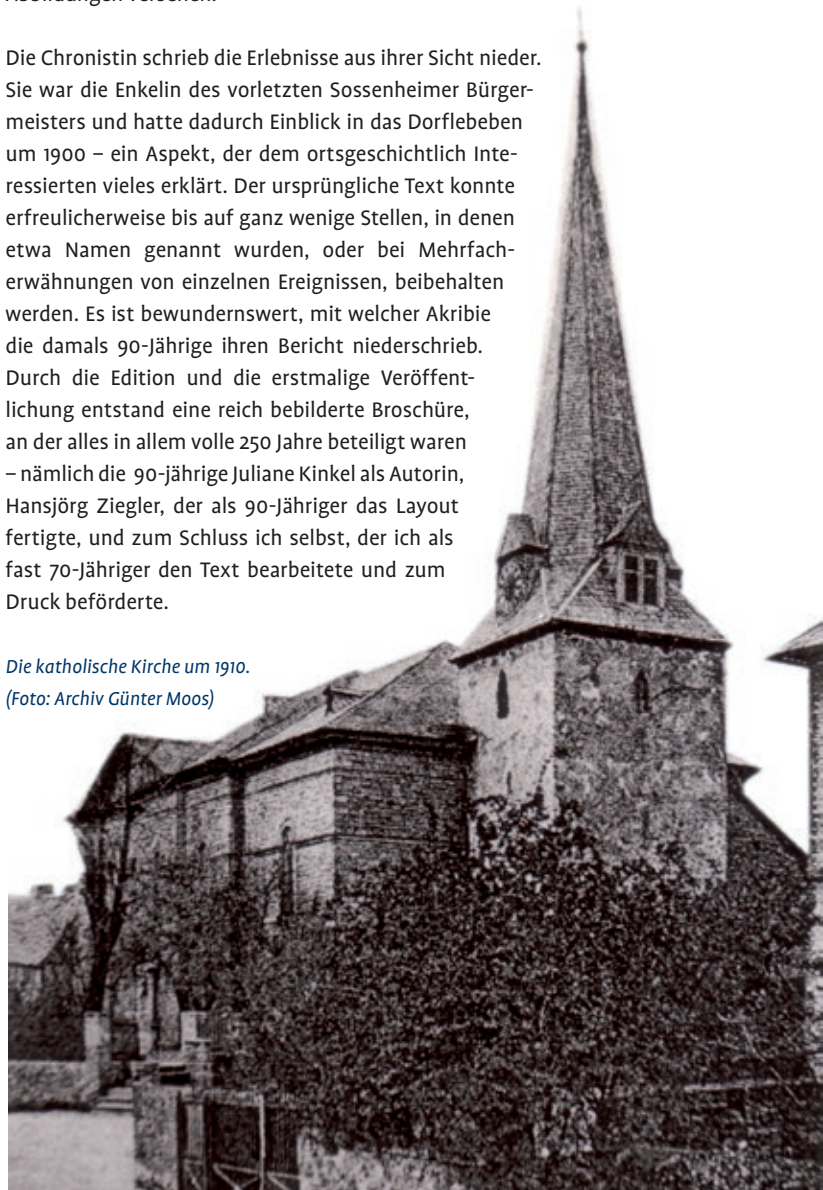 Abbildungen versehen.
Die Chronistin schrieb die Erlebnisse aus ihrer Sicht nieder.
Sie war die Enkelin des vorletzten Sossenheimer Bürger-
meisters und hatte dadurch Einblick in das Dorflebeben
um 1900 – ein Aspekt, der dem ortsgeschichtlich Inte-
ressierten vieles erklärt. Der ursprüngliche Text konnte
erfreulicherweise bis auf ganz wenige Stellen, in denen
etwa Namen genannt wurden, oder bei Mehrfach-
erwähnungen von einzelnen Ereignissen, beibehalten
werden. Es ist bewundernswert, mit welcher Akribie
die damals 90-Jährige ihren Bericht niederschrieb.
Durch die Edition und die erstmalige Veröffent-
lichung entstand eine reich bebilderte Broschüre,
an der alles in allem volle 250 Jahre beteiligt waren
– nämlich die 90-jährige Juliane Kinkel als Autorin,
Hansjörg Ziegler, der als 90-Jähriger das Layout
fertigte, und zum Schluss ich selbst, der ich als
fast 70-Jähriger den Text bearbeitete und zum
Druck beförderte.
Die katholische Kirche um 1910.
(Foto: Archiv Günter Moos)